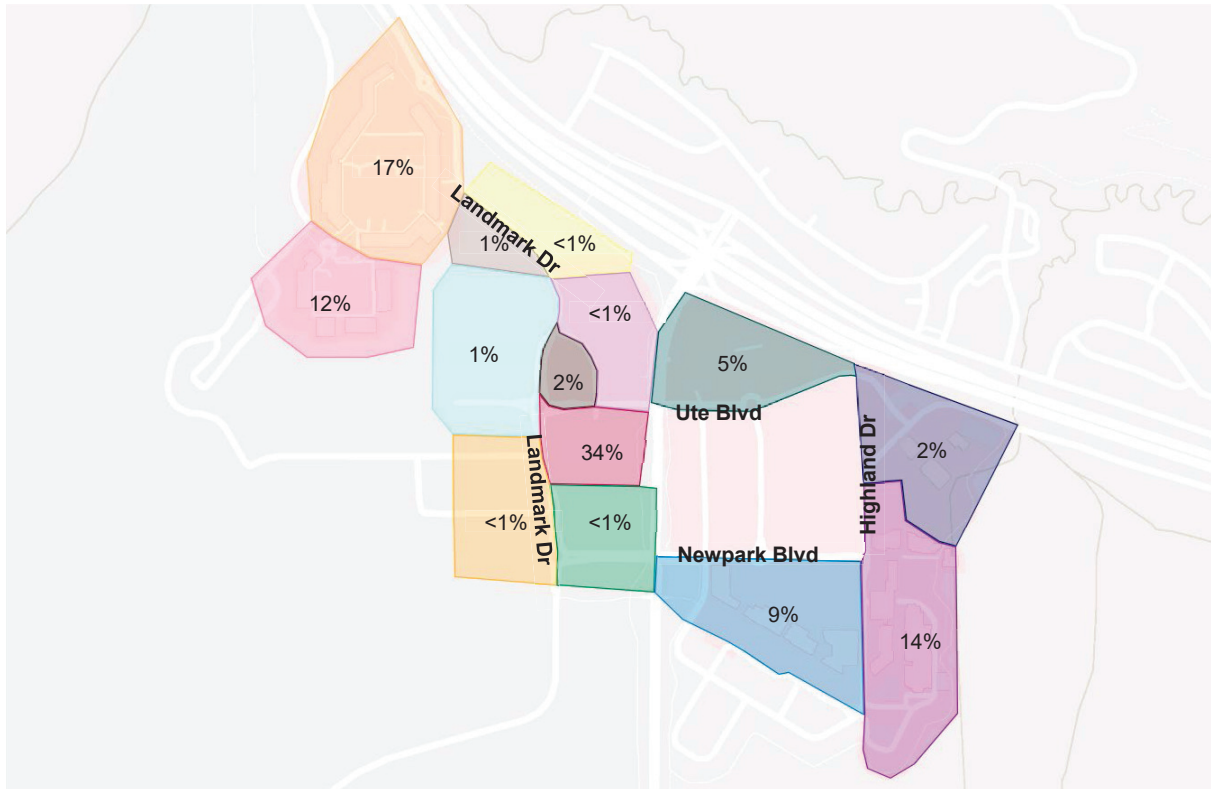 17%
Landmark Dr
1%
<1%
12%
<1%
1%
2%
5%
Ute Blvd
34%
Landmark Dr
Highland Dr
2%
<1%
<1%
Newpark Blvd
9%
14%